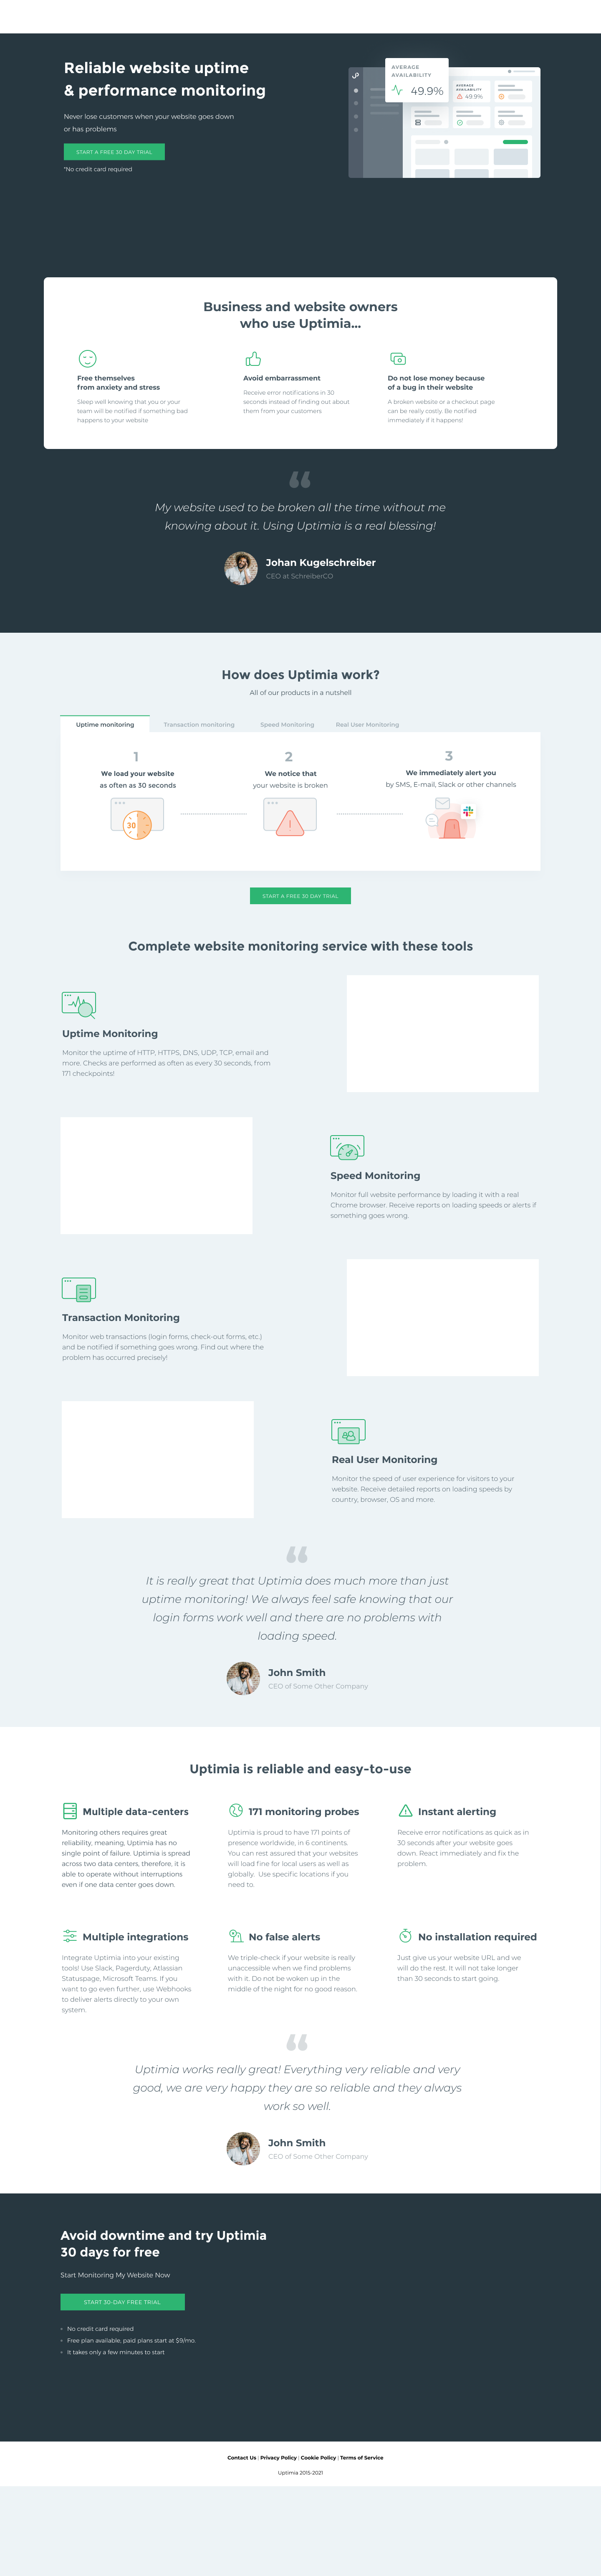 Reliable website uptime
& performance monitoring
Never lose customers when your website goes down
or has problems
START A FREE 30 DAY TRIAL
*No credit card required
AVERAGE
AVAILABILITY
49.9%
AVERAGE
AVAILABILITY
49.9%
Business and website owners
who use Uptimia...
Free themselves
from anxiety and stress
Sleep well knowing that you or your
team will be notified if something bad
happens to your website
Avoid embarrassment
Receive error notifications in 30
seconds instead of finding out about
them from your customers
Do not lose money because
of a bug in their website
A broken website or a checkout page
can be really costly. Be notified
immediately if it happens!
My website used to be broken all the time without me
knowing about it. Using Uptimia is a real blessing!
Johan Kugelschreiber
CEO at SchreiberCO
How does Uptimia work?
All of our products in a nutshell
Uptime monitoring
Transaction monitoring
Speed Monitoring
Real User Monitoring
1
We load your website
as often as 30 seconds
30
2
We notice that
your website is broken
3
We immediately alert you
by SMS, E-mail, Slack or other channels
START A FREE 30 DAY TRIAL
Complete website monitoring service with these tools
Uptime Monitoring
Monitor the uptime of HTTP, HTTPS, DNS, UDP, TCP, email and
more. Checks are performed as often as every 30 seconds, from
171 checkpoints!
Speed Monitoring
Monitor full website performance by loading it with a real
Chrome browser. Receive reports on loading speeds or alerts if
something goes wrong.
Transaction Monitoring
Monitor web transactions (login forms, check-out forms, etc.)
and be notified if something goes wrong. Find out where the
problem has occurred precisely!
Real User Monitoring
Monitor the speed of user experience for visitors to your
website. Receive detailed reports on loading speeds by
country, browser, OS and more.
It is really great that Uptimia does much more than just
uptime monitoring! We always feel safe knowing that our
login forms work well and there are no problems with
loading speed.
John Smith
CEO of Some Other Company
Uptimia is reliable and easy-to-use
Multiple data-centers
Monitoring others requires great
reliability, meaning, Uptimia has no
single point of failure. Uptimia is spread
across two data centers, therefore, it is
able to operate without interruptions
even if one data center goes down.
171 monitoring probes
Uptimia is proud to have 171 points of
presence worldwide, in 6 continents.
You can rest assured that your websites
will load fine for local users as well as
globally. Use specific locations if you
need to.
Instant alerting
Receive error notifications as quick as in
30 seconds after your website goes
down. React immediately and fix the
problem.
Multiple integrations
Integrate Uptimia into your existing
tools! Use Slack, Pagerduty, Atlassian
Statuspage, Microsoft Teams. If you
want to go even further, use Webhooks
to deliver alerts directly to your own
system.
No false alerts
We triple-check if your website is really
unaccessible when we find problems
with it. Do not be woken up in the
middle of the night for no good reason.
No installation required
Just give us your website URL and we
will do the rest. It will not take longer
than 30 seconds to start going.
Uptimia works really great! Everything very reliable and very
good, we are very happy they are so reliable and they always
work so well.
John Smith
CEO of Some Other Company
Avoid downtime and try Uptimia
30 days for free
Start Monitoring My Website Now
START 30-DAY FREE TRIAL
No credit card required
Free plan available, paid plans start at $9/mo.
It takes only a few minutes to start
Contact Us | Privacy Policy | Cookie Policy | Terms of Service
Uptimia 2015-2021